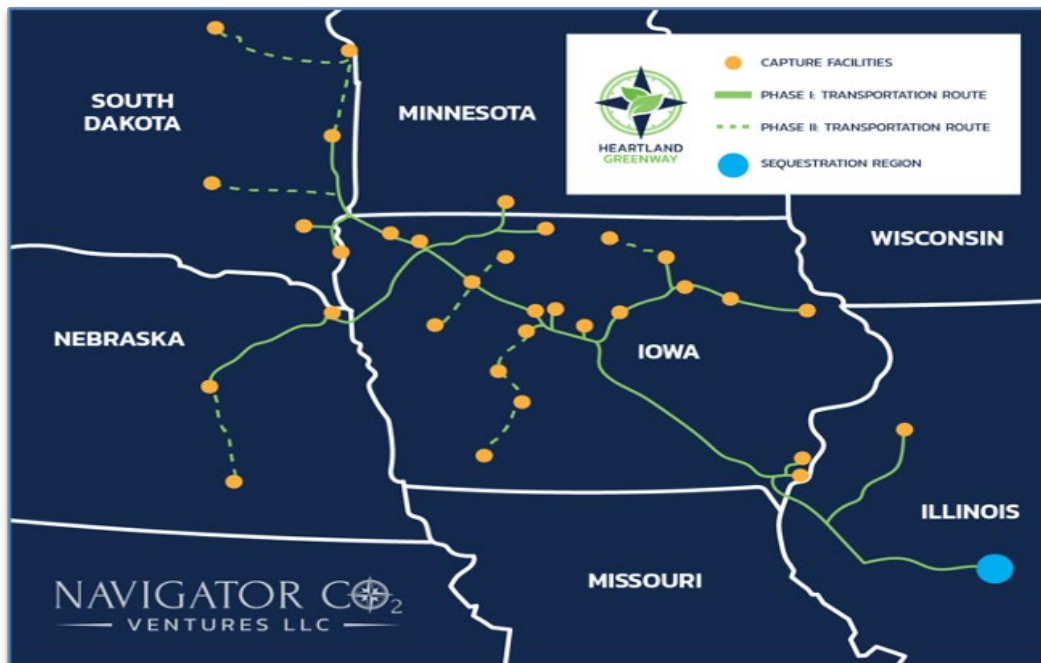 SOUTH
DAKOTA
MINNESOTA
HEARTLAND
GREENWAY
CAPTURE FACILITIES
PHASE I: TRANSPORTATION ROUTE
PHASE II: TRANSPORTATION ROUTE
SEQUESTRATION REGION
WISCONSIN
NEBRASKA
IOWA
ILLINOIS
MISSOURI
NAVIGATOR CO₂
VENTURES LLC